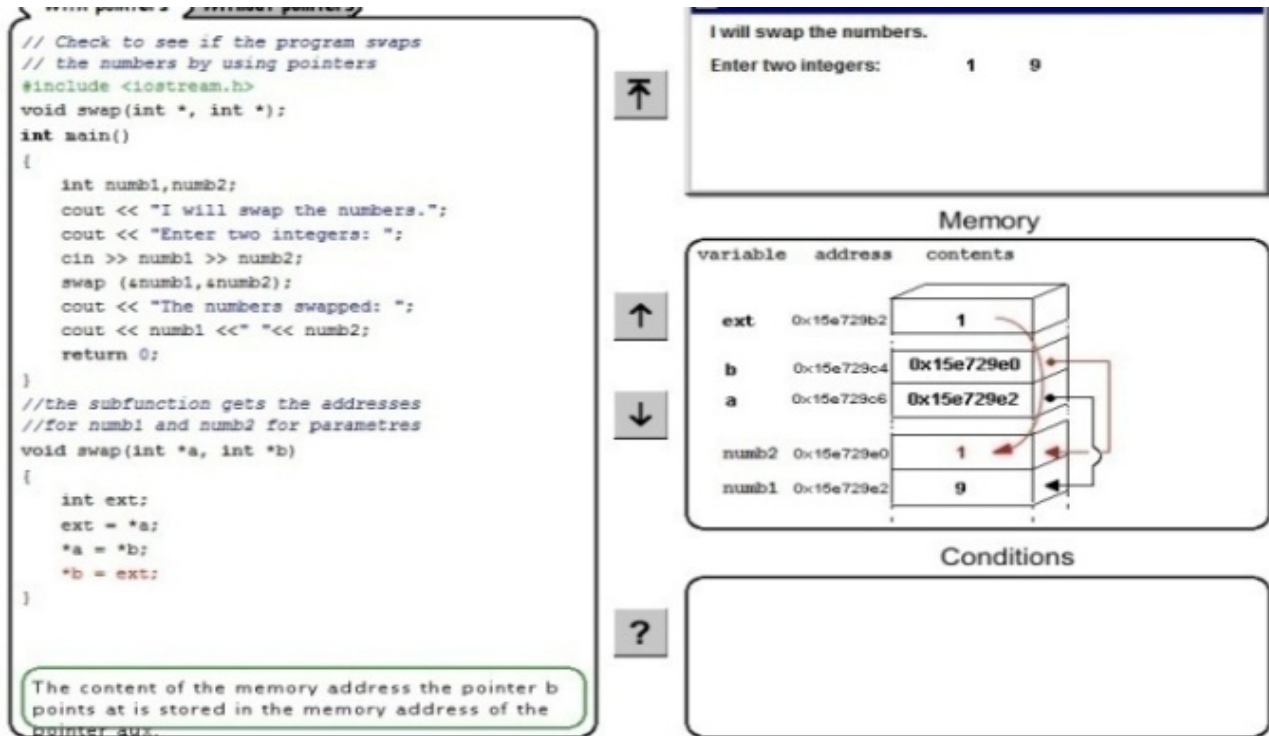 With pointers Without pointers
// Check to see if the program swaps
// the numbers by using pointers
#include <iostream.h>
void swap(int *, int *);
int main()
{
int numb1,numb2;
cout << "I will swap the numbers.";
cout << "Enter two integers: ";
cin >> numb1 >> numb2;
swap (&numb1,&numb2);
cout << "The numbers swapped: ";
cout << numb1 <<" "<< numb2;
return 0;
}
//the subfunction gets the addresses
//for numb1 and numb2 for parametres
void swap(int *a, int *b)
{
int ext;
ext = *a;
*a = *b;
*b = ext;
}
The content of the memory address the pointer b
points at is stored in the memory address of the
pointer aux.
?
I will swap the numbers.
Enter two integers: 1 9
Memory
variable address contents
ext 0x15e729b2 1
b 0x15e729c4 0x15e729e0
a 0x15e729c6 0x15e729e2
numb2 0x15e729e0 1
numb1 0x15e729e2 9
Conditions